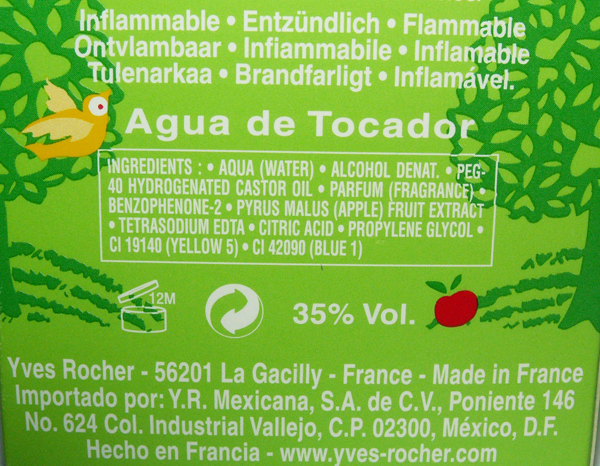 Inflammable • Entzündlich • Flammable
Ontvlambaar • Infiammabile • Inflamable
Tulenarkaa • Brandfarligt • Inflamável.
Agua de Tocador
INGREDIENTS : • AQUA (WATER) • ALCOHOL DENAT. • PEG-
40 HYDROGENATED CASTOR OIL • PARFUM (FRAGRANCE) •
BENZOPHENONE-2 • PYRUS MALUS (APPLE) FRUIT EXTRACT
• TETRASODIUM EDTA • CITRIC ACID • PROPYLENE GLYCOL •
CI 19140 (YELLOW 5) • CI 42090 (BLUE 1)
12M
35% Vol.
Yves Rocher - 56201 La Gacilly - France - Made in France
Importado por: Y.R. Mexicana, S.A. de C.V., Poniente 146
No. 624 Col. Industrial Vallejo, C.P. 02300, México, D.F.
Hecho en Francia - www.yves-rocher.com